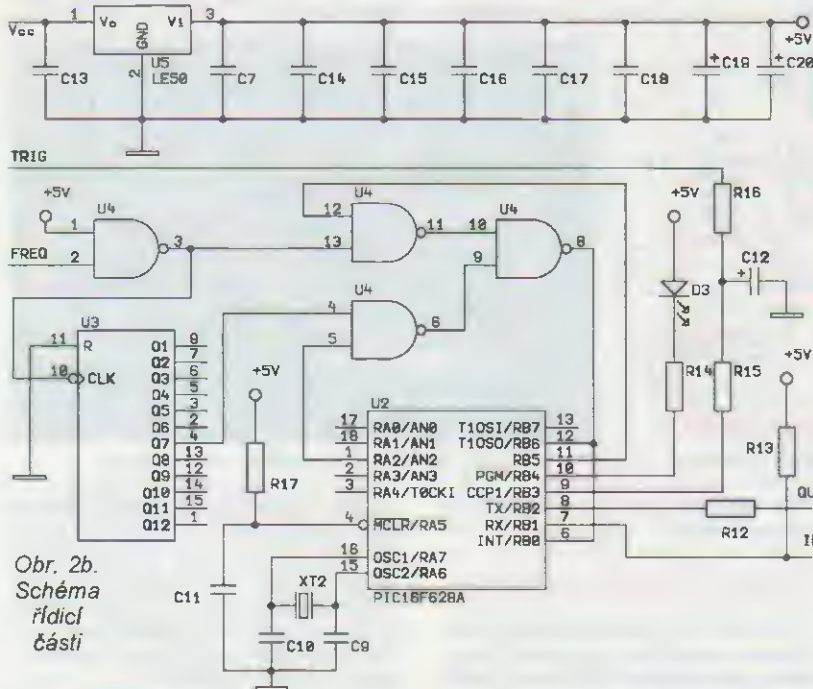 Vcc 1 Vo Vi 3 +5V
GND
U5
LE50
2
C13 C7 C14 C15 C16 C17 C18 + C19 + C20
TRIG
+5V U4 U4 U4 +5V R16
1 3 12 11 10 8
FREQ 2 13 9 + C12
U4 D3
4 6
5
U3
11 R
10 CLK
Q1 9
Q2 7
Q3 6
Q4 5
Q5 3
Q6 2
Q7 4
Q8 13
Q9 12
Q10 14
Q11 15
Q12 1
+5V
R17
R14 R15 +5V
R13
U2
17 RA0/AN0 T1OSI/RB7 13
18 RA1/AN1 T1OSO/RB6 12
1 RA2/AN2 RB5 11
2 RA3/AN3 PGM/RB4 10
3 RA4/T0CKI CCP1/RB3 9
TX/RB2 8
4 MCLR/RA5 RX/RB1 7
INT/RB0 6
16 OSC1/RA7
15 OSC2/RA6
PIC16F628A
R12
C11 XT2
C10 C9
Obr. 2b.
Schéma
řídicí
části